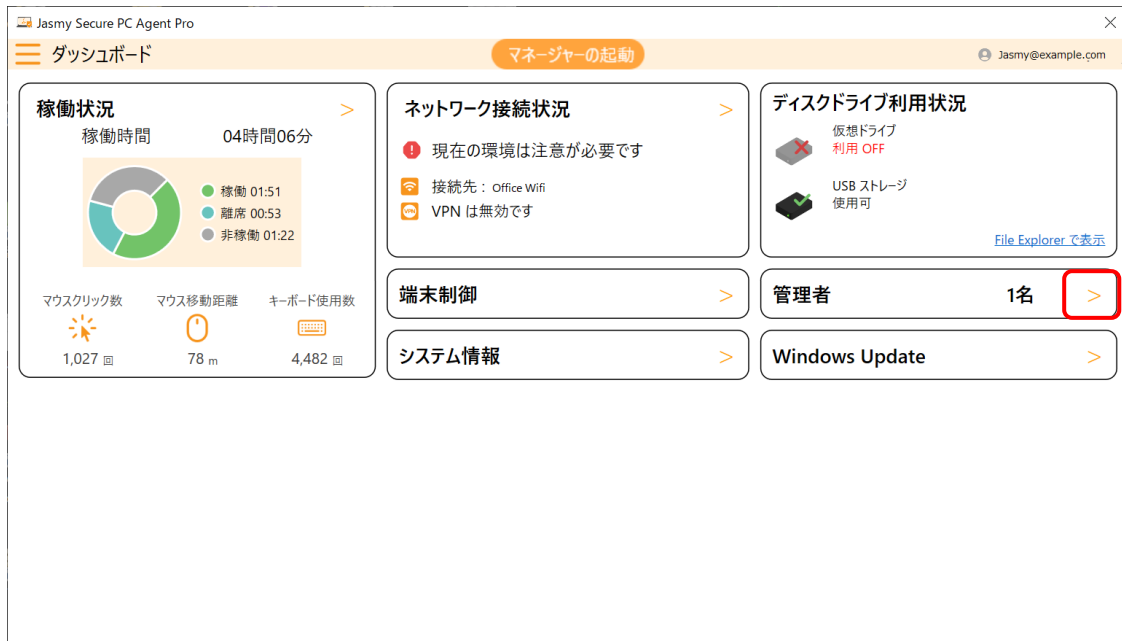 Jasmy Secure PC Agent Pro
ダッシュボード
マネージャーの起動
Jasmy@example.com
稼働状況 >
稼働時間 04時間06分
稼働 01:51
離席 00:53
非稼働 01:22
マウスクリック数 マウス移動距離 キーボード使用数
1,027 回 78 m 4,482 回
ネットワーク接続状況 >
現在の環境は注意が必要です
接続先： Office Wifi
VPN VPN は無効です
ディスクドライブ利用状況
仮想ドライブ
利用 OFF
USB ストレージ
使用可
File Explorer で表示
端末制御 >
管理者 1名 >
システム情報 >
Windows Update >